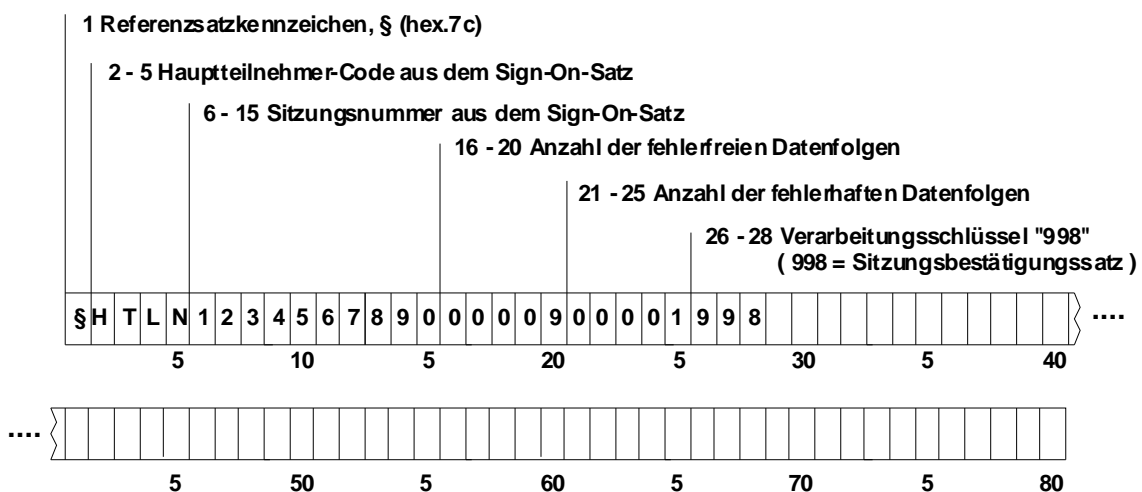 1 Referenzsatzkennzeichen, § (hex.7c)
2 - 5 Hauptteilnehmer-Code aus dem Sign-On-Satz
6 - 15 Sitzungsnummer aus dem Sign-On-Satz
16 - 20 Anzahl der fehlerfreien Datenfolgen
21 - 25 Anzahl der fehlerhaften Datenfolgen
26 - 28 Verarbeitungsschlüssel "998"
( 998 = Sitzungsbestätigungssatz )
§ H T L N 1 2 3 4 5 6 7 8 9 0 0 0 0 0 9 0 0 0 0 1 9 9 8 ....
5 10 5 20 5 30 5 40
....
5 50 5 60 5 70 5 80